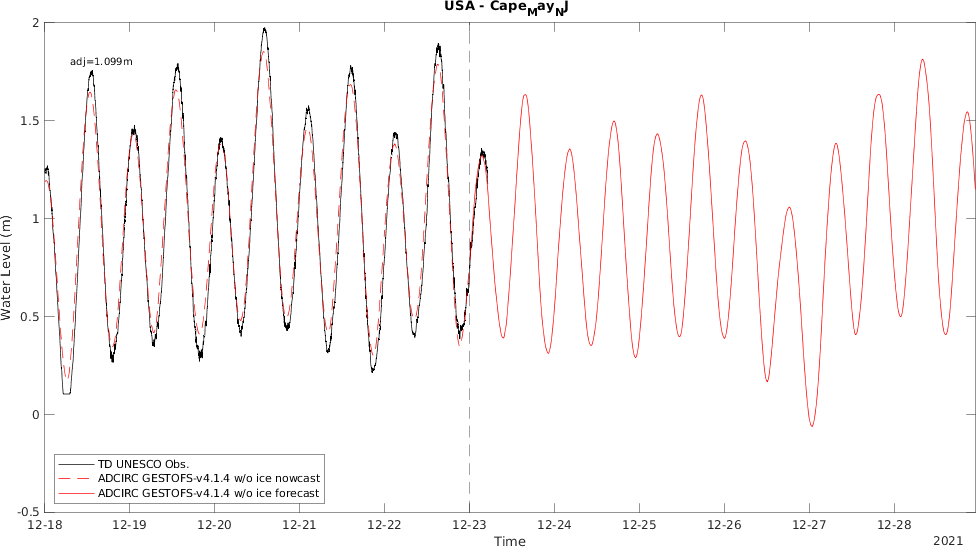 USA - CapeMayNJ
adj=1.099m
2
1.5
1
0.5
0
-0.5
Water Level (m)
TD UNESCO Obs.
ADCIRC GESTOFS-v4.1.4 w/o ice nowcast
ADCIRC GESTOFS-v4.1.4 w/o ice forecast
12-18 12-19 12-20 12-21 12-22 12-23 12-24 12-25 12-26 12-27 12-28
Time
2021